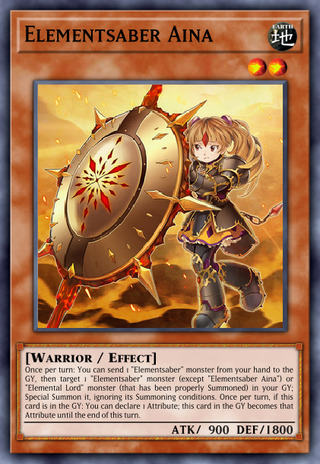 Elementsaber Aina
EARTH
地
[Warrior / Effect]
Once per turn: You can send 1 "Elementsaber" monster from your hand to the
GY, then target 1 "Elementsaber" monster (except "Elementsaber Aina") or
"Elemental Lord" monster (that has been properly Summoned) in your GY;
Special Summon it, ignoring its Summoning conditions. Once per turn, if this
card is in the GY: You can declare 1 Attribute; this card in the GY becomes that
Attribute until the end of this turn.
ATK/ 900 DEF/1800